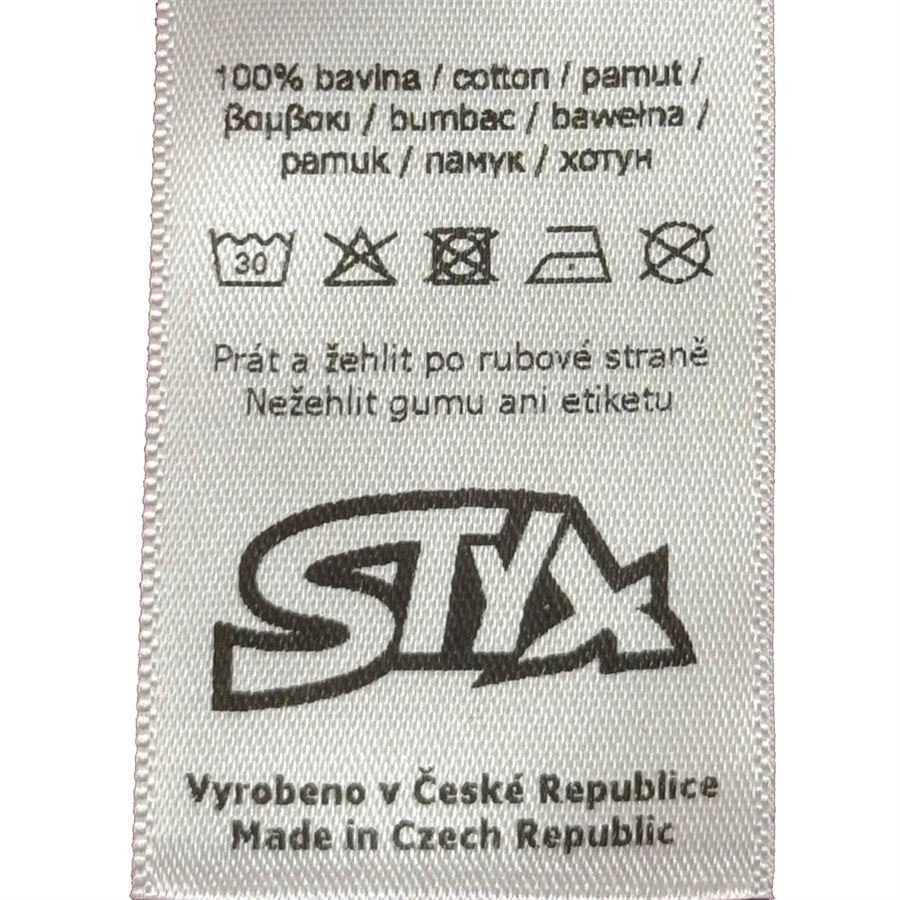 100% bavlna / cotton / pamut /
βαμβακι / bumbac / bawełna /
pamuk / памук / хотун
30
Prát a žehlit po rubové straně
Nežehlit gumu ani etiketu
STYX
Vyrobeno v České Republice
Made in Czech Republic